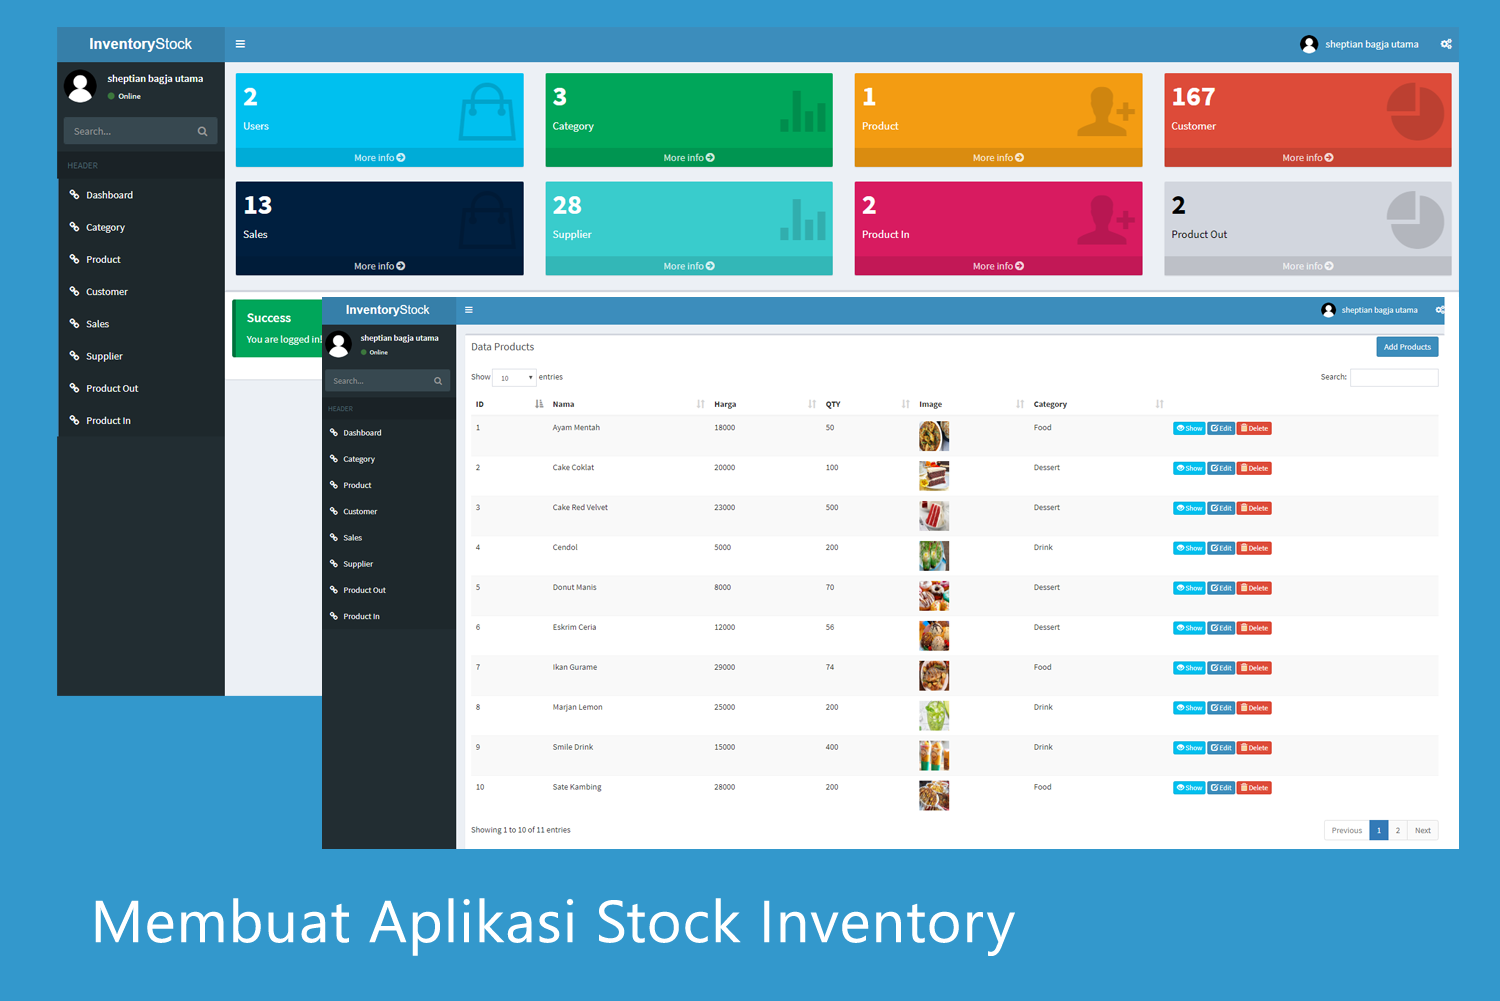 InventoryStock
sheptian bagja utama
sheptian bagja utama
Online
Search...
HEADER
Dashboard
Category
Product
Customer
Sales
Supplier
Product Out
Product In
2
Users
More info
3
Category
More info
1
Product
More info
167
Customer
More info
13
Sales
More info
28
Supplier
More info
2
Product In
More info
2
Product Out
More info
Success
You are logged in!
InventoryStock
sheptian bagja utama
sheptian bagja utama
Online
Search...
HEADER
Dashboard
Category
Product
Customer
Sales
Supplier
Product Out
Product In
Data Products
Add Products
Show 10 entries
Search:
ID Nama Harga QTY Image Category
1 Ayam Mentah 18000 50 Food Show Edit Delete
2 Cake Coklat 20000 100 Dessert Show Edit Delete
3 Cake Red Velvet 23000 500 Dessert Show Edit Delete
4 Cendol 5000 200 Drink Show Edit Delete
5 Donut Manis 8000 70 Dessert Show Edit Delete
6 Eskrim Ceria 12000 56 Dessert Show Edit Delete
7 Ikan Gurame 29000 74 Food Show Edit Delete
8 Marjan Lemon 25000 200 Drink Show Edit Delete
9 Smile Drink 15000 400 Drink Show Edit Delete
10 Sate Kambing 28000 200 Food Show Edit Delete
Showing 1 to 10 of 11 entries
Previous 1 2 Next
Membuat Aplikasi Stock Inventory